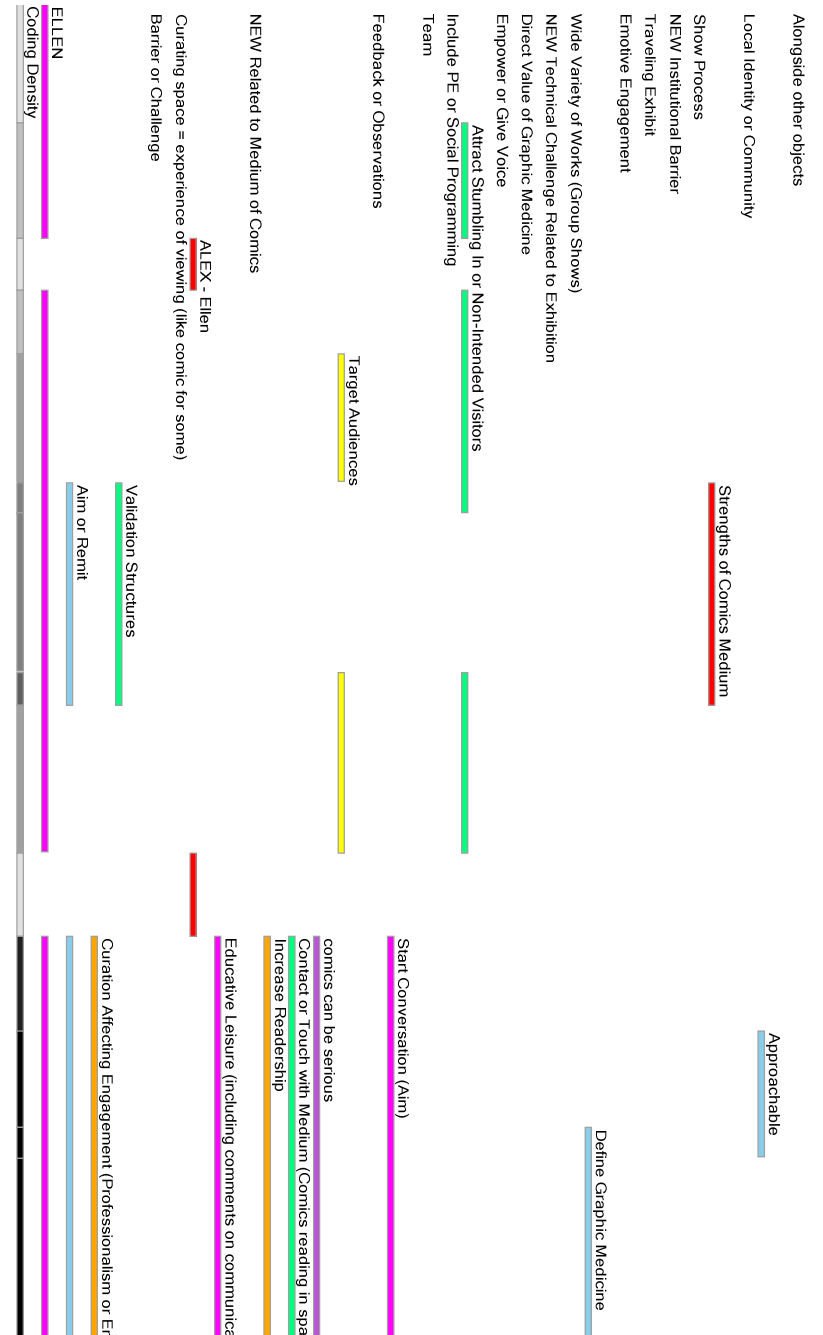 Alongside other objects
Approachable
Local Identity or Community
Strengths of Comics Medium
Show Process
NEW Institutional Barrier
Traveling Exhibit
Emotive Engagement
Define Graphic Medicine
Wide Variety of Works (Group Shows)
NEW Technical Challenge Related to Exhibition
Direct Value of Graphic Medicine
Empower or Give Voice
Attract Stumbling In or Non-Intended Visitors
Include PE or Social Programming
Team
Start Conversation (Aim)
Feedback or Observations
Target Audiences
comics can be serious
Contact or Touch with Medium (Comics reading in spa
Increase Readership
NEW Related to Medium of Comics
Educative Leisure (including comments on communica
ALEX - Ellen
Curating space = experience of viewing (like comic for some)
Barrier or Challenge
Validation Structures
Curation Affecting Engagement (Professionalism or Er
Aim or Remit
ELLEN
Coding Density